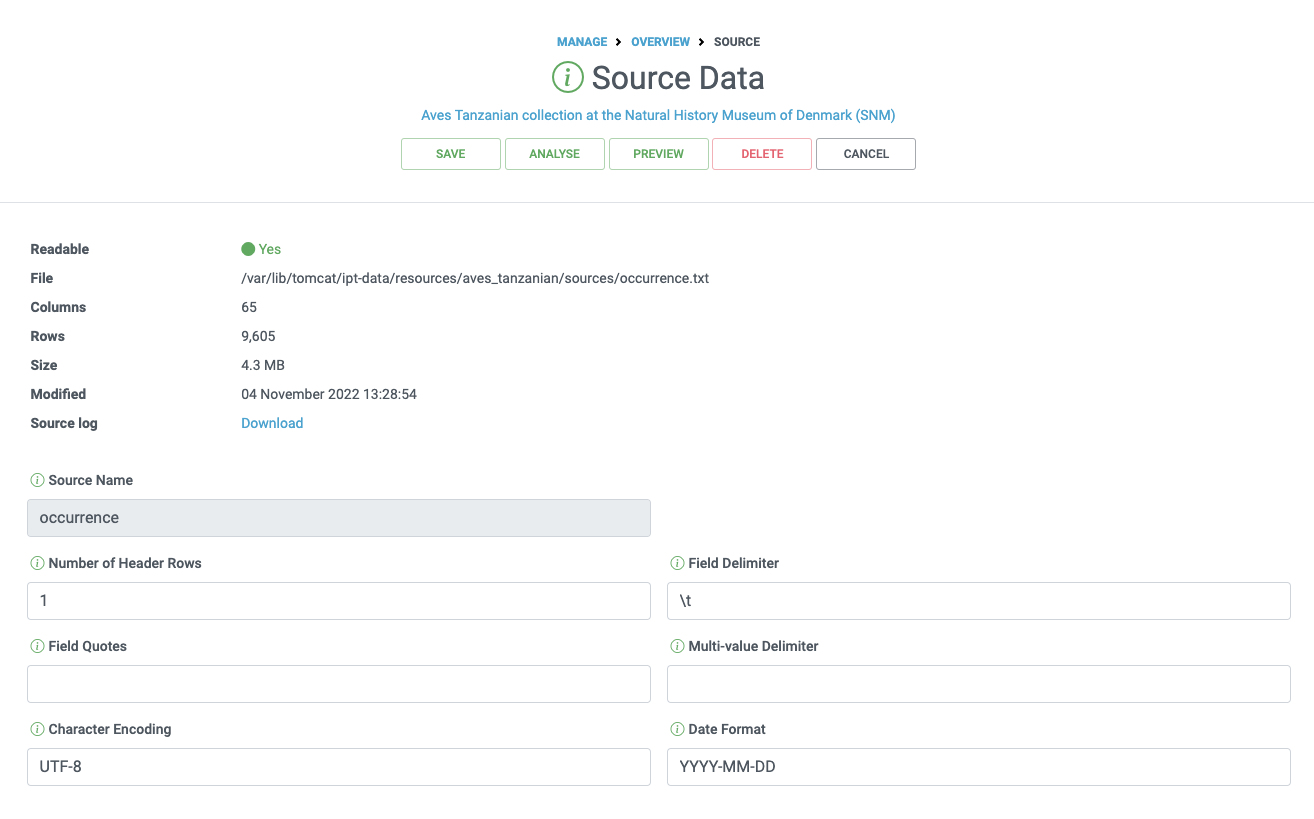 MANAGE > OVERVIEW > SOURCE
i Source Data
Aves Tanzanian collection at the Natural History Museum of Denmark (SNM)
SAVE ANALYSE PREVIEW DELETE CANCEL
Readable Yes
File /var/lib/tomcat/ipt-data/resources/aves_tanzanian/sources/occurrence.txt
Columns 65
Rows 9,605
Size 4.3 MB
Modified 04 November 2022 13:28:54
Source log Download
i Source Name
occurrence
i Number of Header Rows i Field Delimiter
1 \t
i Field Quotes i Multi-value Delimiter
i Character Encoding i Date Format
UTF-8 YYYY-MM-DD